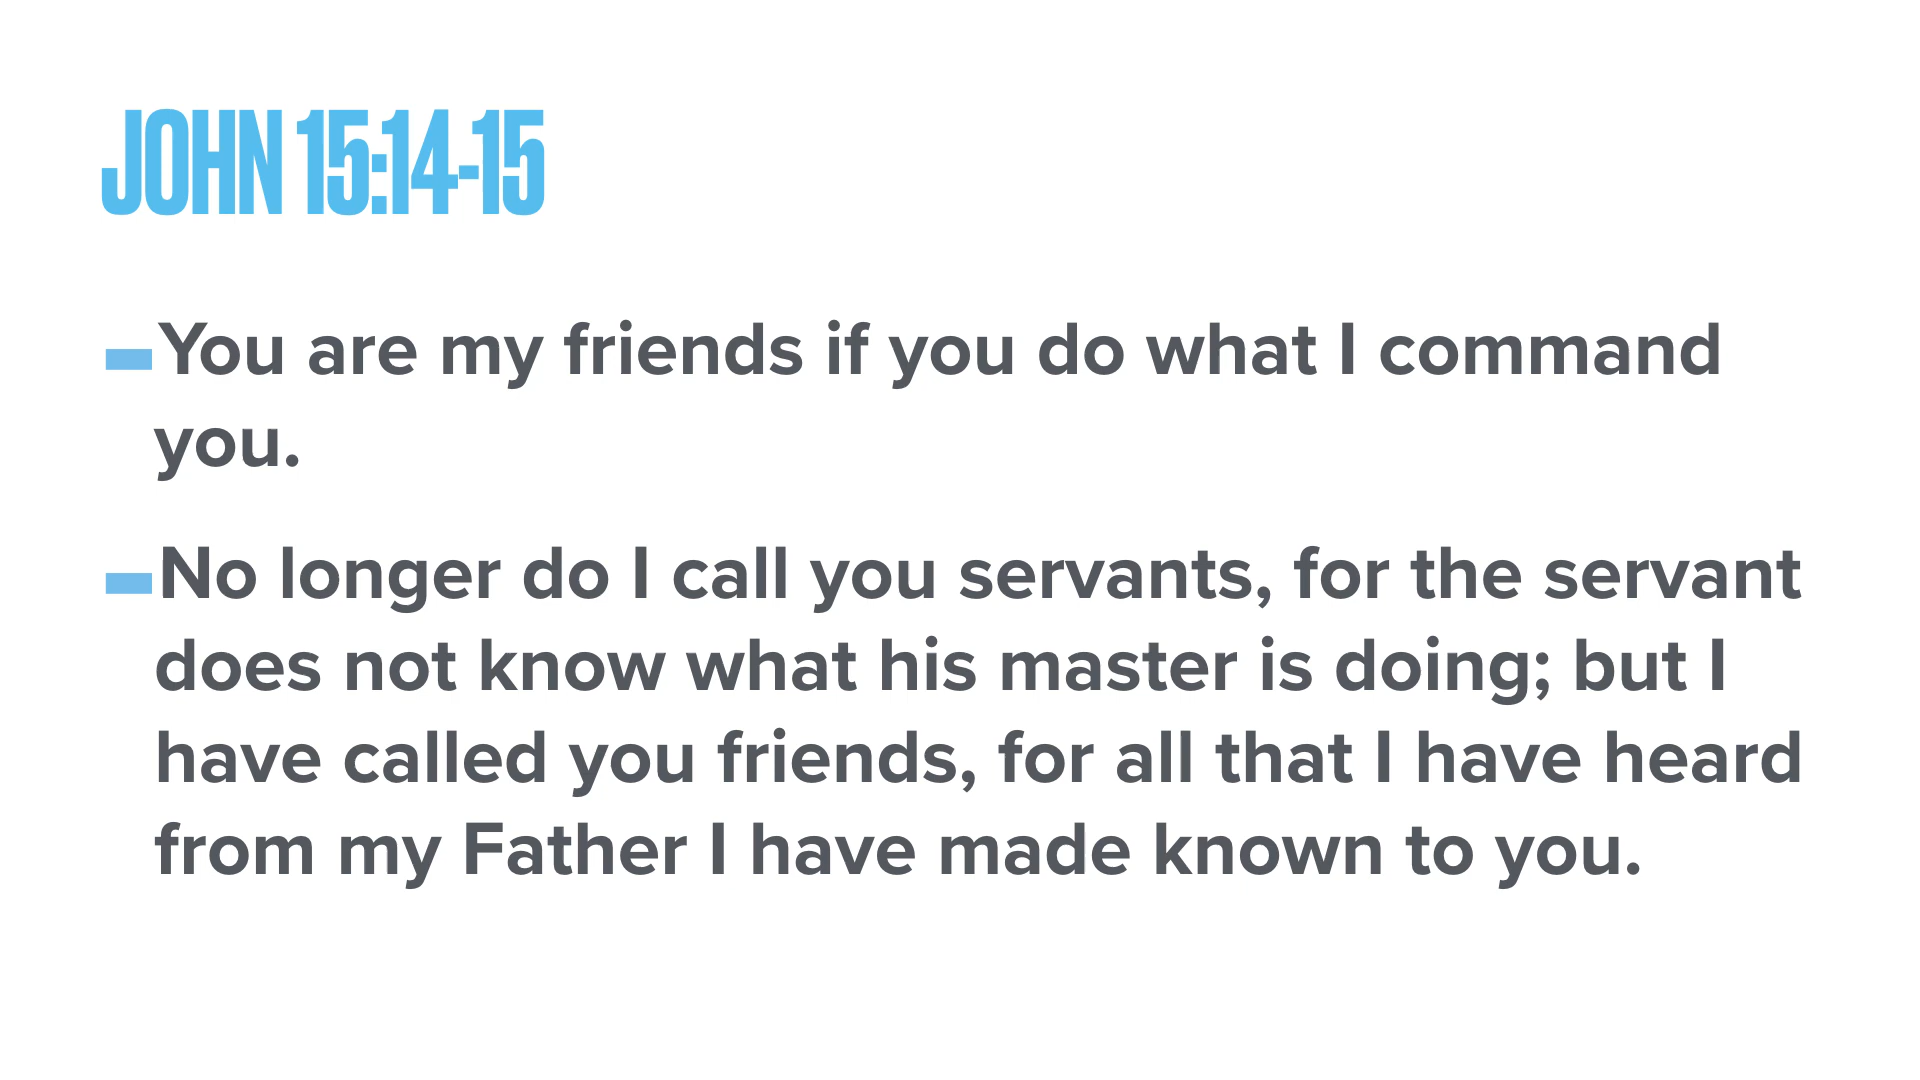 JOHN 15:14-15
You are my friends if you do what I command
you.
No longer do I call you servants, for the servant
does not know what his master is doing; but I
have called you friends, for all that I have heard
from my Father I have made known to you.